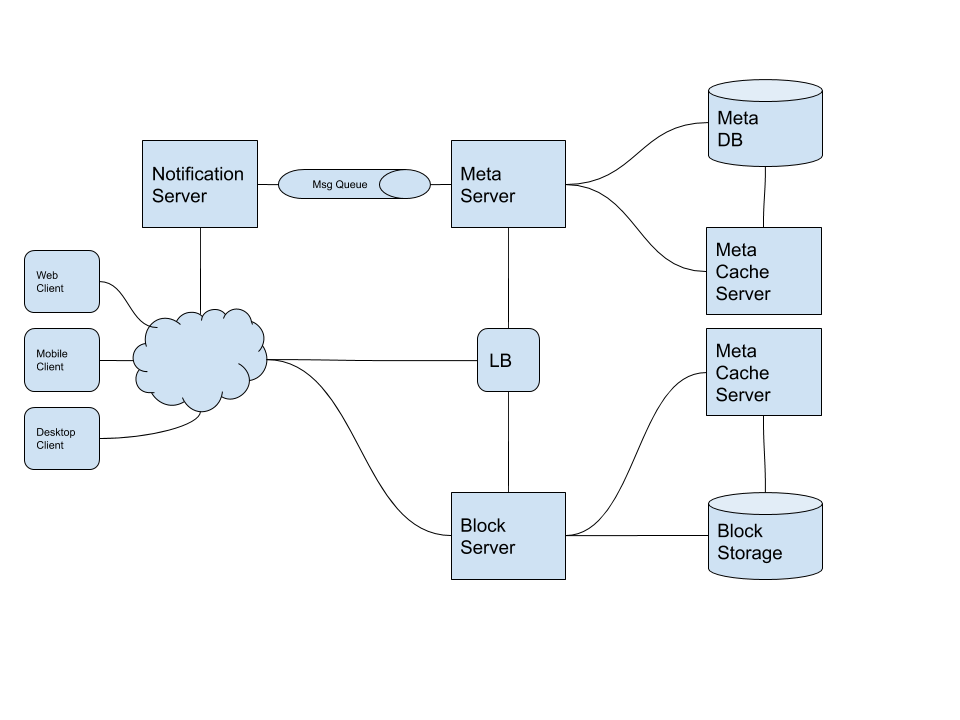 Meta
DB
Notification
Server
Msg Queue
Meta
Server
Web
Client
Meta
Cache
Server
Mobile
Client
LB
Meta
Cache
Server
Desktop
Client
Block
Server
Block
Storage